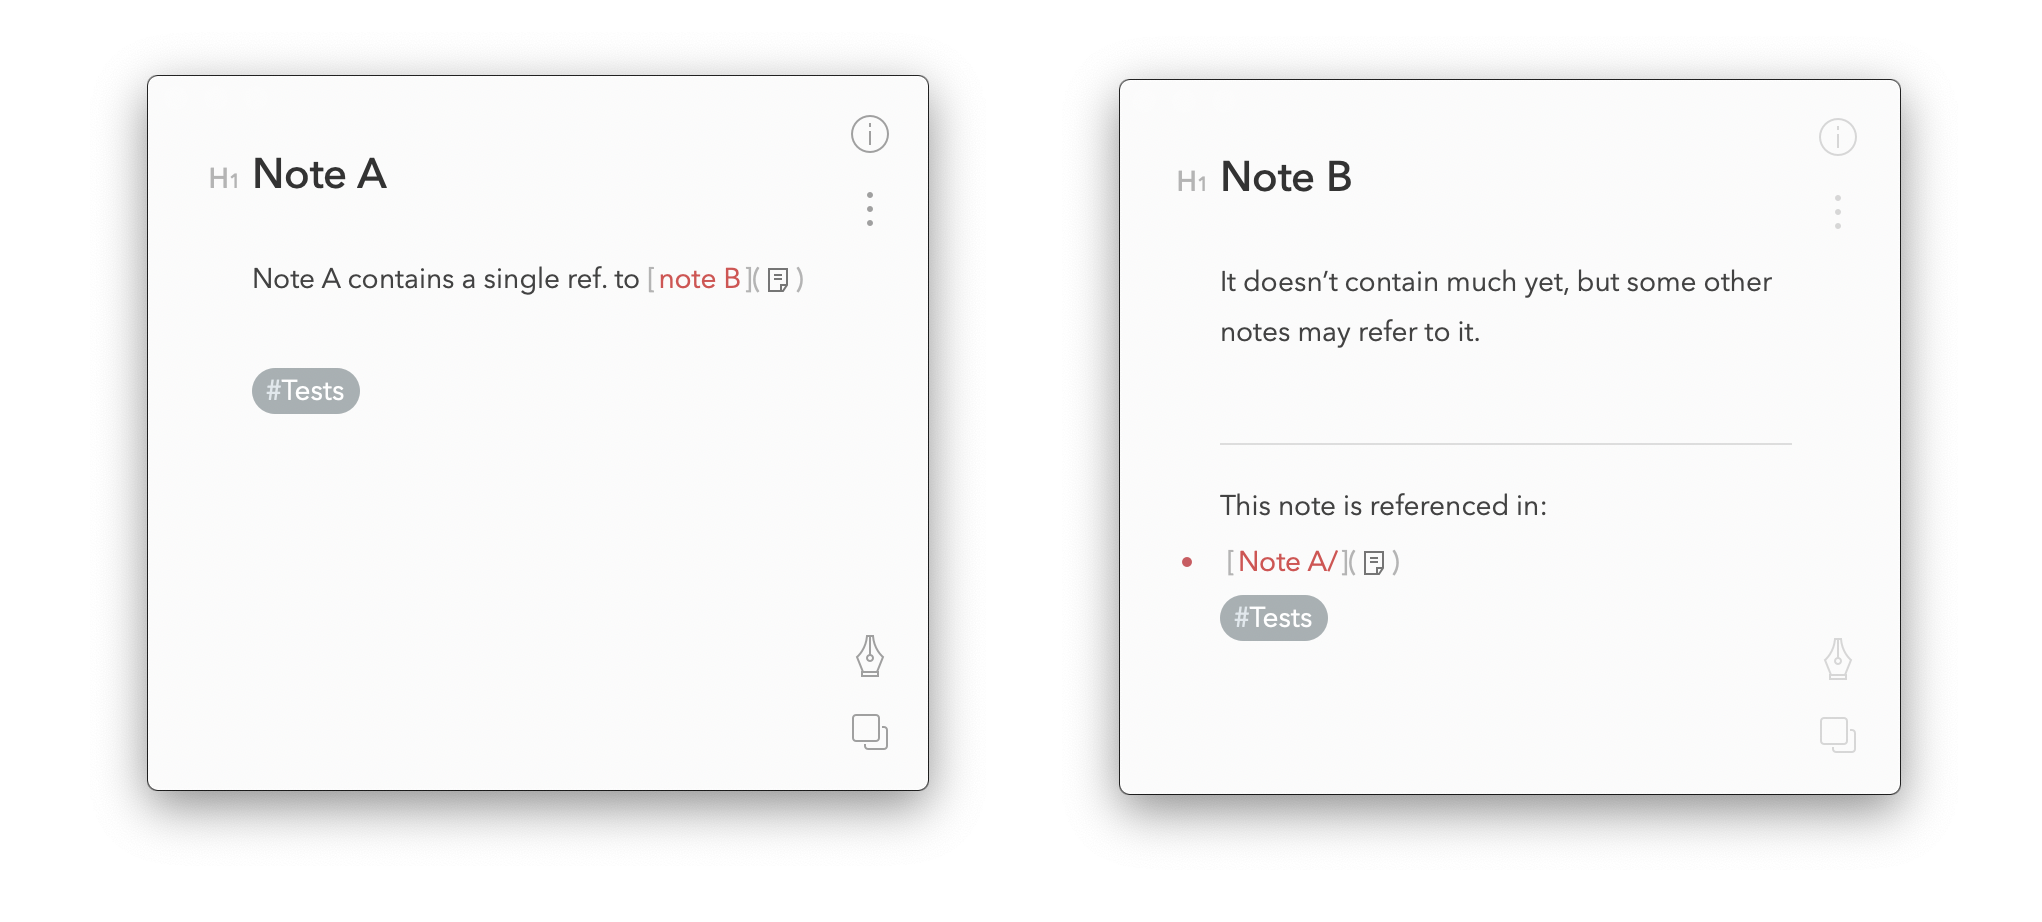 H1 Note A
Note A contains a single ref. to [note B]()
#Tests
H1 Note B
It doesn’t contain much yet, but some other
notes may refer to it.
This note is referenced in:
• [Note A/]()
#Tests